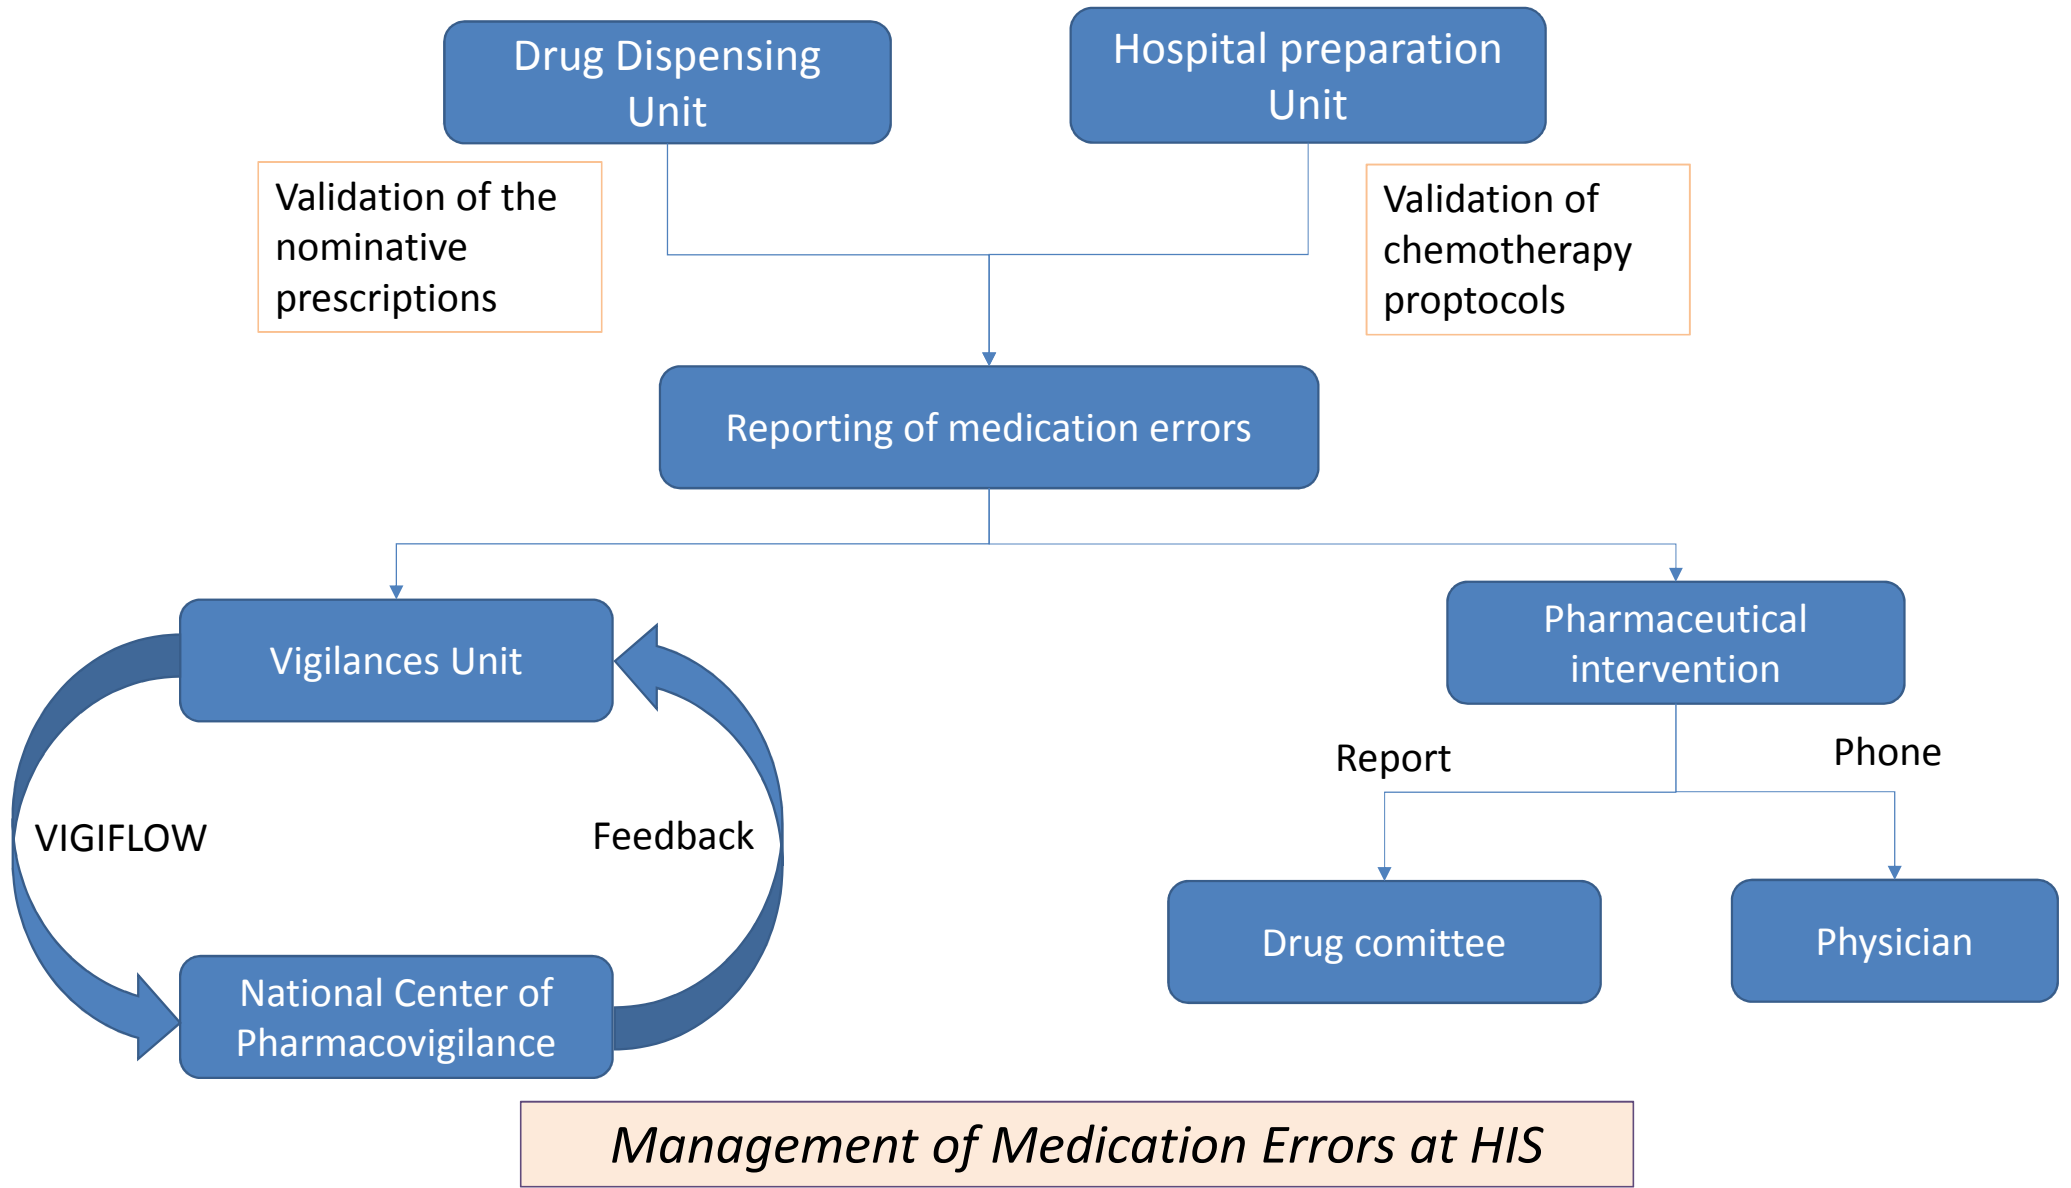 Drug Dispensing
Unit
Hospital preparation
Unit
Validation of the
nominative
prescriptions
Validation of
chemotherapy
proptocols
Reporting of medication errors
Vigilances Unit
Pharmaceutical
intervention
Report
Phone
VIGIFLOW
Feedback
Drug comittee
Physician
National Center of
Pharmacovigilance
Management of Medication Errors at HIS